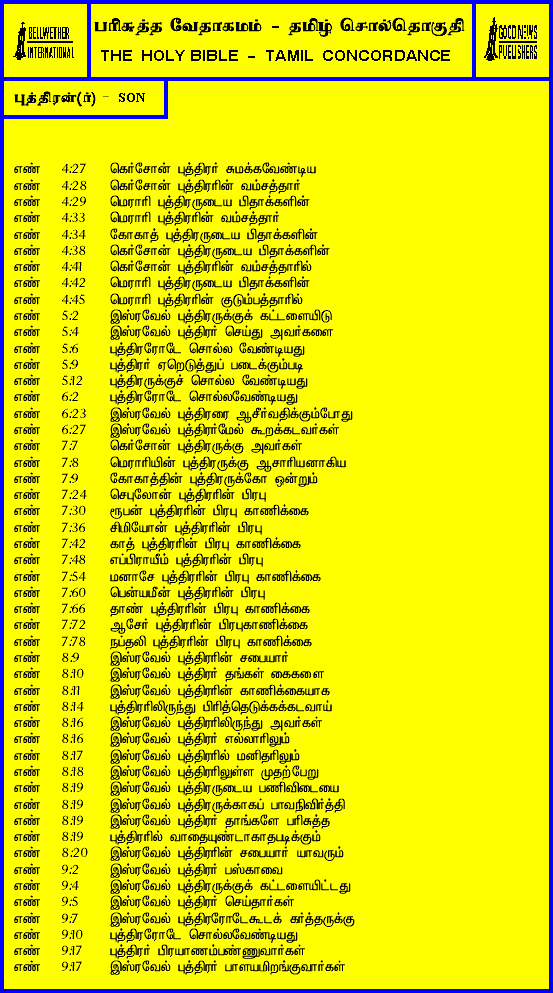 BELLWETHER
INTERNATIONAL
பரிசுத்த வேதாகமம் - தமிழ் சொல்தொகுதி
THE HOLY BIBLE - TAMIL CONCORDANCE
GOOD NEWS
PUBLISHERS
புத்திரன்(ர்) - SON
எண் 4:27 கெர்சோன் புத்திரர் சுமக்கவேண்டிய
எண் 4:28 கெர்சோன் புத்திரரின் வம்சத்தார்
எண் 4:29 மெராரி புத்திரருடைய பிதாக்களின்
எண் 4:33 மெராரி புத்திரரின் வம்சத்தார்
எண் 4:34 கோகாத் புத்திரருடைய பிதாக்களின்
எண் 4:38 கெர்சோன் புத்திரருடைய பிதாக்களின்
எண் 4:41 கெர்சோன் புத்திரரின் வம்சத்தாரில்
எண் 4:42 மெராரி புத்திரருடைய பிதாக்களின்
எண் 4:45 மெராரி புத்திரரின் குடும்பத்தாரில்
எண் 5:2 இஸ்ரவேல் புத்திரருக்குக் கட்டளையிடு
எண் 5:4 இஸ்ரவேல் புத்திரர் செய்து அவர்களை
எண் 5:6 புத்திரரோடே சொல்ல வேண்டியது
எண் 5:9 புத்திரர் ஏறெடுத்துப் படைக்கும்படி
எண் 5:12 புத்திரருக்குச் சொல்ல வேண்டியது
எண் 6:2 புத்திரரோடே சொல்லவேண்டியது
எண் 6:23 இஸ்ரவேல் புத்திரரை ஆசீர்வதிக்கும்போது
எண் 6:27 இஸ்ரவேல் புத்திரர்மேல் கூறக்கடவர்கள்
எண் 7:7 கெர்சோன் புத்திரருக்கு அவர்கள்
எண் 7:8 மெராரியின் புத்திரருக்கு ஆசாரியனாகிய
எண் 7:9 கோகாத்தின் புத்திரருக்கோ ஒன்றும்
எண் 7:24 செபுலோன் புத்திரரின் பிரபு
எண் 7:30 ரூபன் புத்திரரின் பிரபு காணிக்கை
எண் 7:36 சிமியோன் புத்திரரின் பிரபு
எண் 7:42 காத் புத்திரரின் பிரபு காணிக்கை
எண் 7:48 எப்பிராயீம் புத்திரரின் பிரபு
எண் 7:54 மனாசே புத்திரரின் பிரபு காணிக்கை
எண் 7:60 பென்யமீன் புத்திரரின் பிரபு
எண் 7:66 தாண் புத்திரரின் பிரபு காணிக்கை
எண் 7:72 ஆசேர் புத்திரரின் பிரபுகாணிக்கை
எண் 7:78 நப்தலி புத்திரரின் பிரபு காணிக்கை
எண் 8:9 இஸ்ரவேல் புத்திரரின் சபையார்
எண் 8:10 இஸ்ரவேல் புத்திரர் தங்கள் கைகளை
எண் 8:11 இஸ்ரவேல் புத்திரரின் காணிக்கையாக
எண் 8:14 புத்திரரிலிருந்து பிரித்தெடுக்கக்கடவாய்
எண் 8:16 இஸ்ரவேல் புத்திரரிலிருந்து அவர்கள்
எண் 8:16 இஸ்ரவேல் புத்திரர் எல்லாரிலும்
எண் 8:17 இஸ்ரவேல் புத்திரரில் மனிதரிலும்
எண் 8:18 இஸ்ரவேல் புத்திரரிலுள்ள முதற்பேறு
எண் 8:19 இஸ்ரவேல் புத்திரருடைய பணிவிடையை
எண் 8:19 இஸ்ரவேல் புத்திரருக்காகப் பாவநிவிர்த்தி
எண் 8:19 இஸ்ரவேல் புத்திரர் தாங்களே பரிசுத்த
எண் 8:19 புத்திரரில் வாதையுண்டாகாதபடிக்கும்
எண் 8:20 இஸ்ரவேல் புத்திரரின் சபையார் யாவரும்
எண் 9:2 இஸ்ரவேல் புத்திரர் பஸ்காவை
எண் 9:4 இஸ்ரவேல் புத்திரருக்குக் கட்டளையிட்டது
எண் 9:5 இஸ்ரவேல் புத்திரர் செய்தார்கள்
எண் 9:7 இஸ்ரவேல் புத்திரரோடேகூடக் கர்த்தருக்கு
எண் 9:10 புத்திரரோடே சொல்லவேண்டியது
எண் 9:17 புத்திரர் பிரயாணம்பண்ணுவார்கள்
எண் 9:17 இஸ்ரவேல் புத்திரர் பாளயமிறங்குவார்கள்